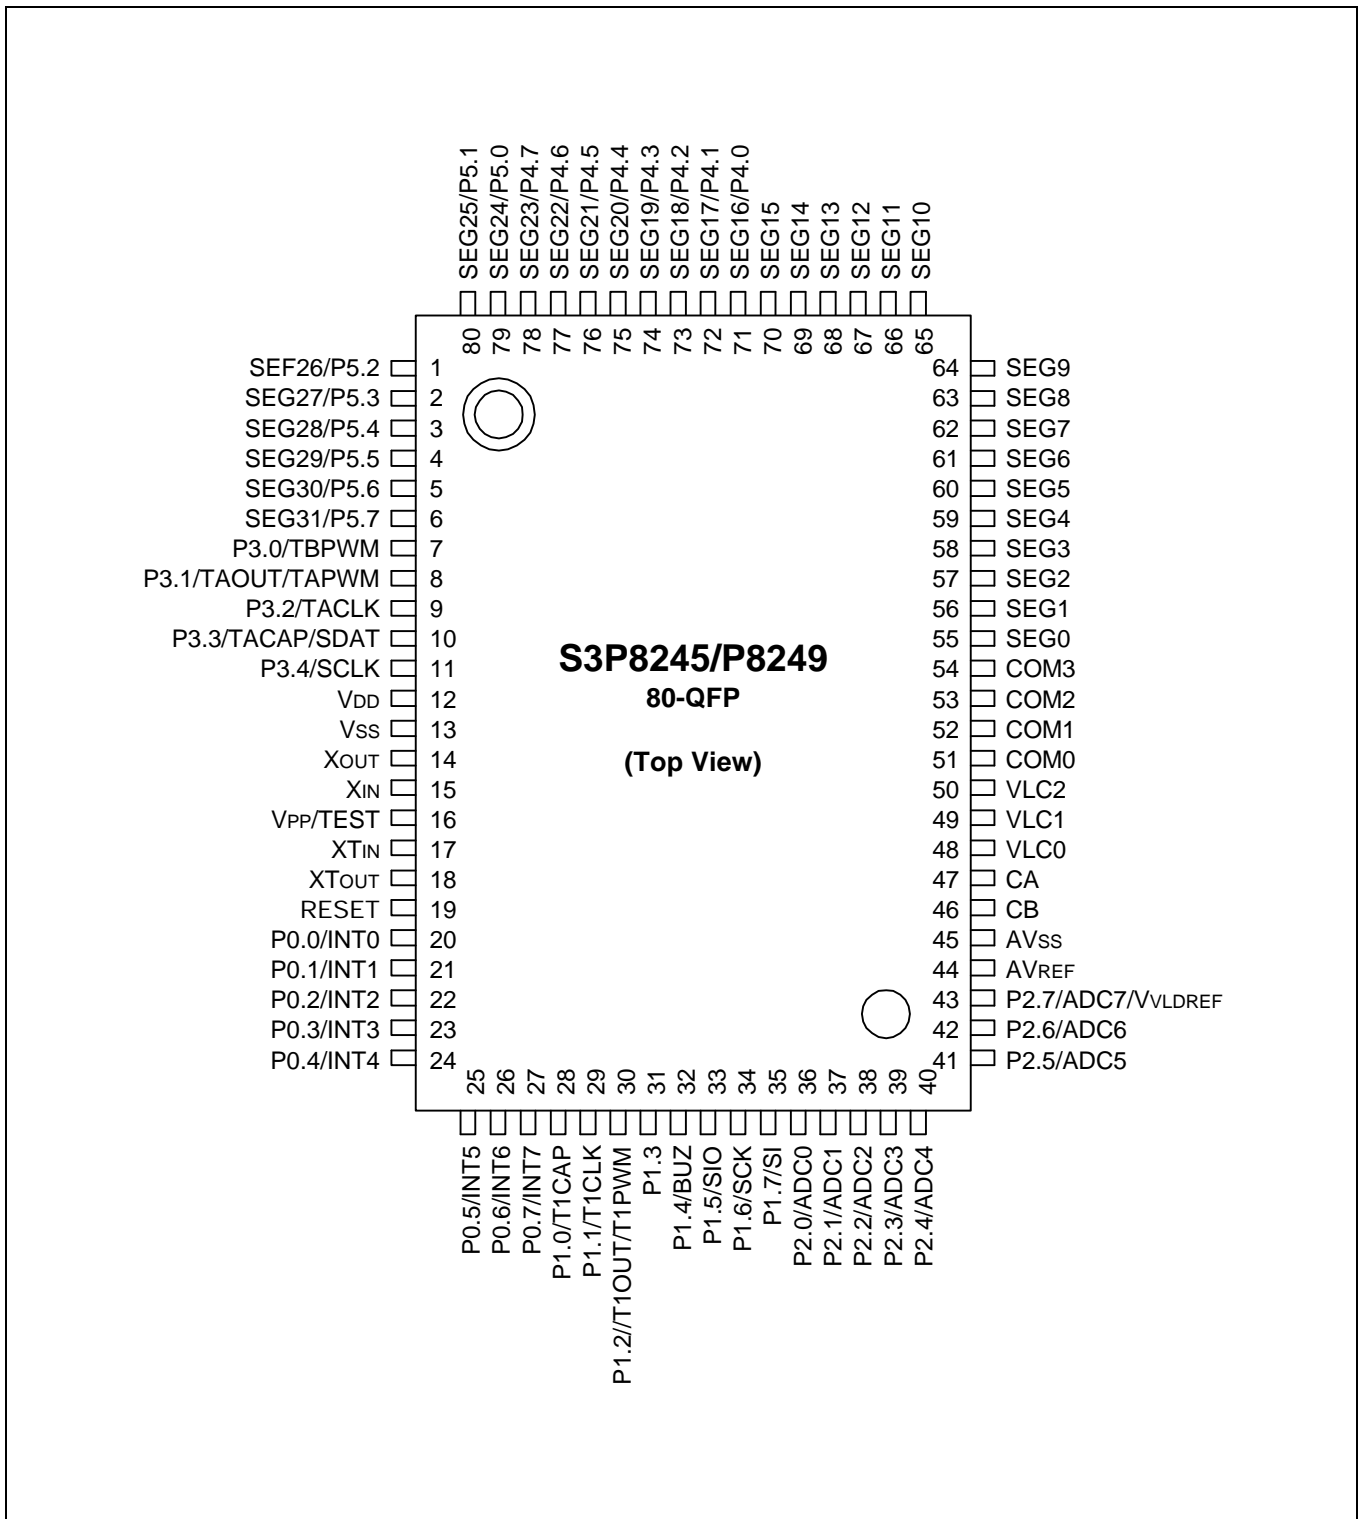 SEG25/P5.1
SEG24/P5.0
SEG23/P4.7
SEG22/P4.6
SEG21/P4.5
SEG20/P4.4
SEG19/P4.3
SEG18/P4.2
SEG17/P4.1
SEG16/P4.0
SEG15
SEG14
SEG13
SEG12
SEG11
SEG10
80
79
78
77
76
75
74
73
72
71
70
69
68
67
66
65
SEF26/P5.2 1
SEG27/P5.3 2
SEG28/P5.4 3
SEG29/P5.5 4
SEG30/P5.6 5
SEG31/P5.7 6
P3.0/TBPWM 7
P3.1/TAOUT/TAPWM 8
P3.2/TACLK 9
P3.3/TACAP/SDAT 10
P3.4/SCLK 11
VDD 12
VSS 13
XOUT 14
XIN 15
VPP/TEST 16
XTIN 17
XTOUT 18
RESET 19
P0.0/INT0 20
P0.1/INT1 21
P0.2/INT2 22
P0.3/INT3 23
P0.4/INT4 24
S3P8245/P8249
80-QFP
(Top View)
64 SEG9
63 SEG8
62 SEG7
61 SEG6
60 SEG5
59 SEG4
58 SEG3
57 SEG2
56 SEG1
55 SEG0
54 COM3
53 COM2
52 COM1
51 COM0
50 VLC2
49 VLC1
48 VLC0
47 CA
46 CB
45 AVSS
44 AVREF
43 P2.7/ADC7/VVLDREF
42 P2.6/ADC6
41 P2.5/ADC5
25
26
27
28
29
30
31
32
33
34
35
36
37
38
39
40
P0.5/INT5
P0.6/INT6
P0.7/INT7
P1.0/T1CAP
P1.1/T1CLK
P1.2//T1OUT/T1PWM
P1.3
P1.4/BUZ
P1.5/SIO
P1.6/SCK
P1.7/SI
P2.0/ADC0
P2.1/ADC1
P2.2/ADC2
P2.3/ADC3
P2.4/ADC4